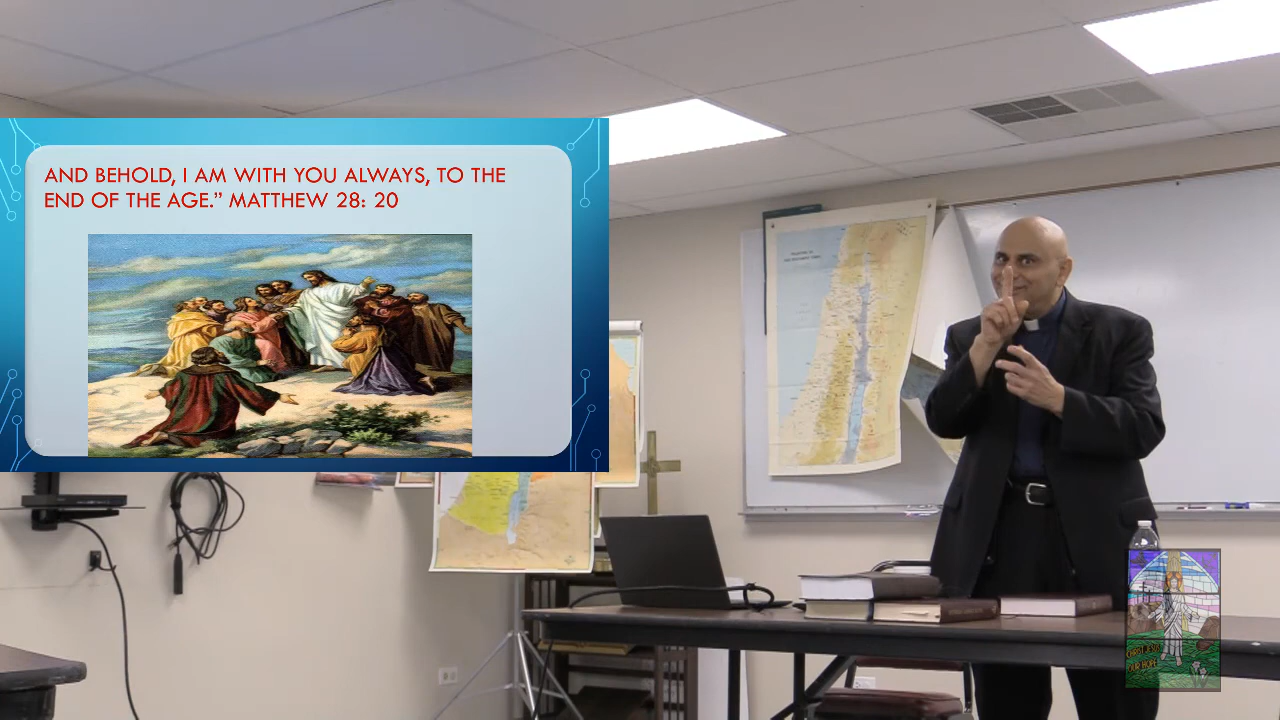 AND BEHOLD, I AM WITH YOU ALWAYS, TO THE
END OF THE AGE.” MATTHEW 28: 20
CHRIST JESUS
OUR HOPE